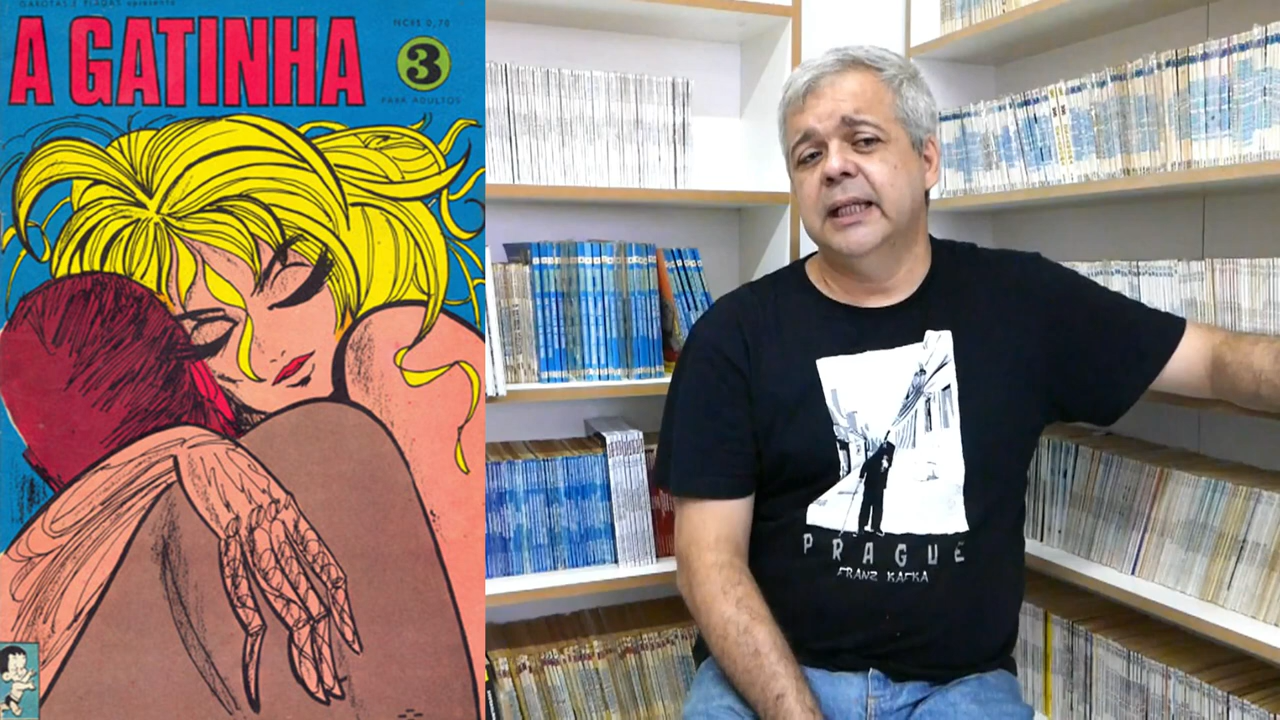 GAROTAS E PIADAS apresenta
A GATINHA
NCR$ 0,70
3
PARA ADULTOS
PRAGUE
FRANZ KAFKA